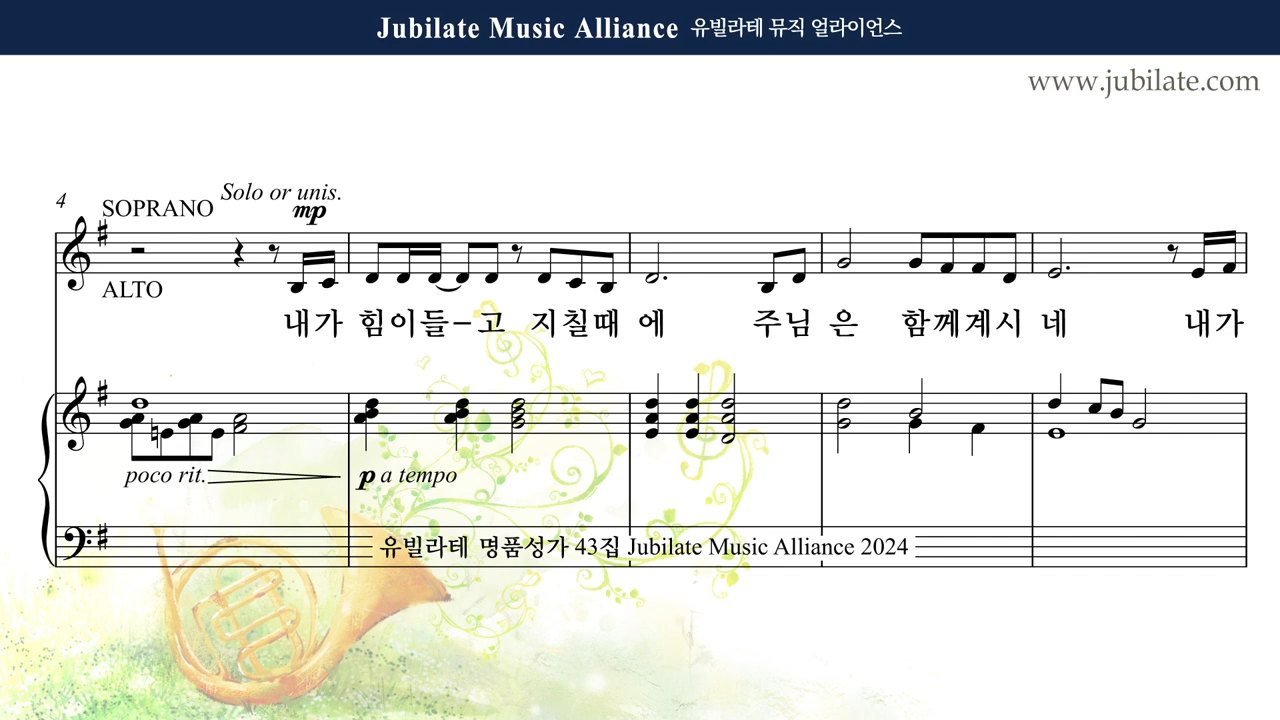 Jubilate Music Alliance 유빌라테 뮤직 얼라이언스
www.jubilate.com
4
Solo or unis.
SOPRANO
mp
ALTO
내가 힘이들-고 지칠때 에 주님 은 함께계시 네 내가
poco rit.
p a tempo
유빌라테 명품성가 43집 Jubilate Music Alliance 2024